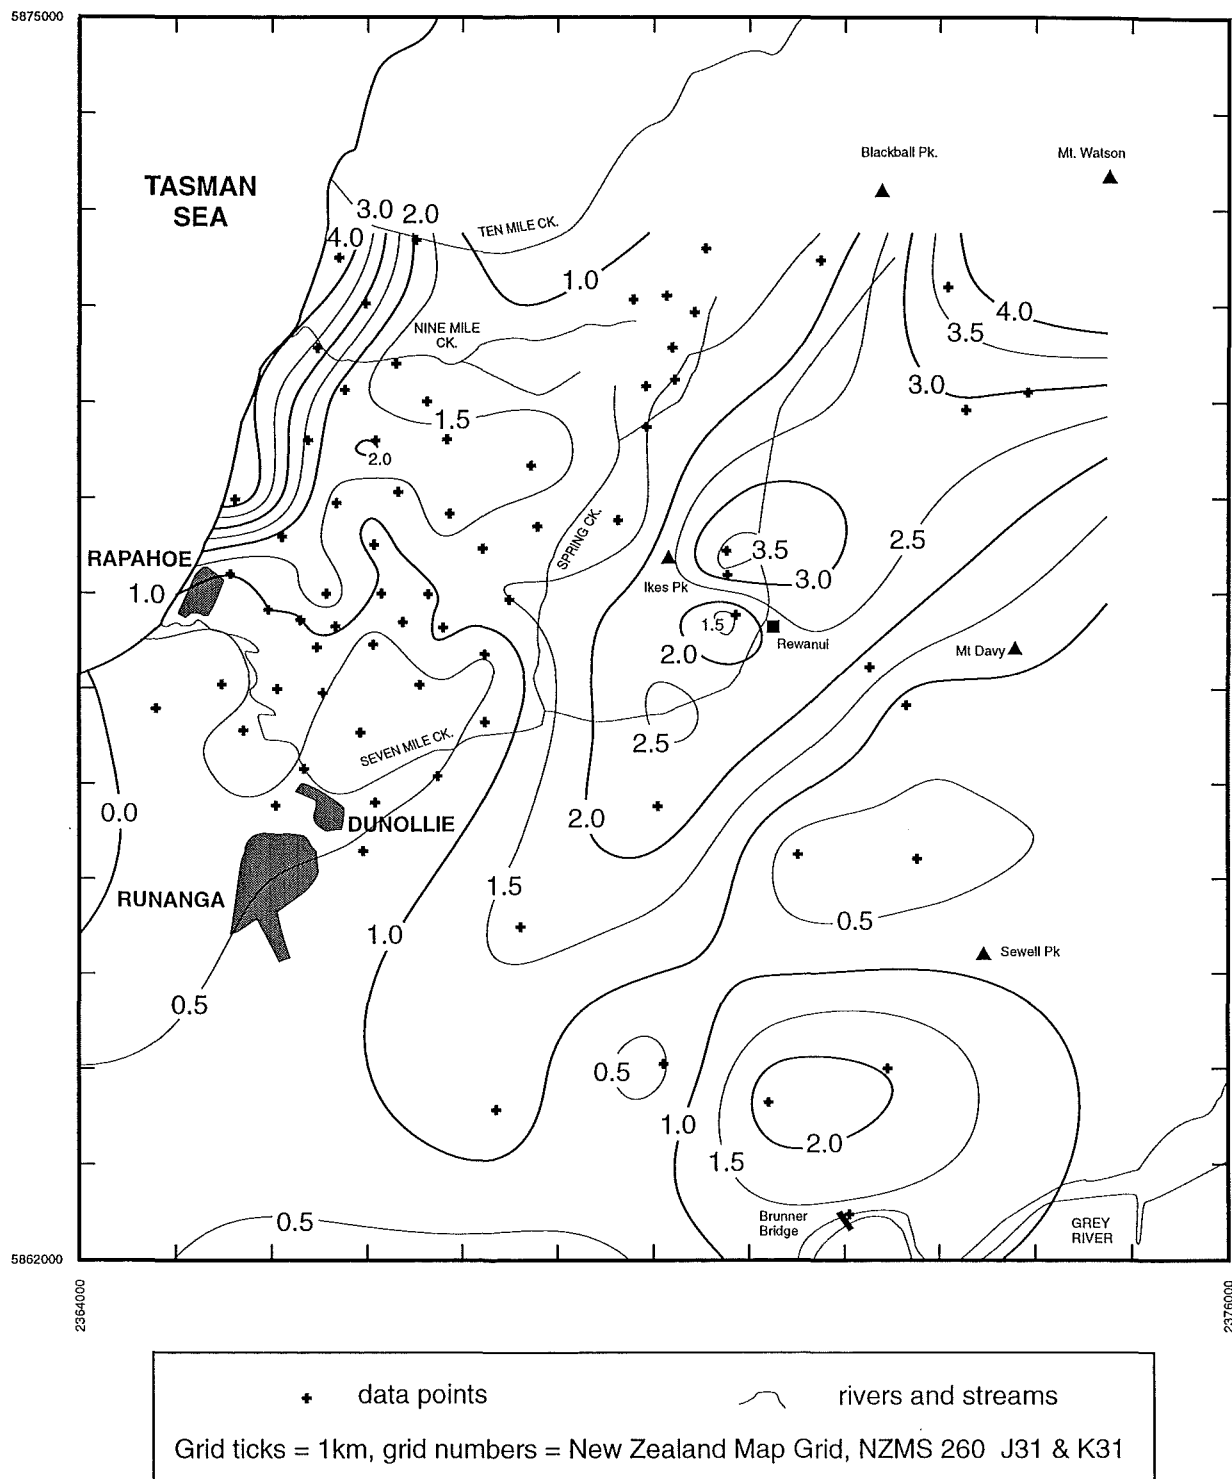 5875000
Blackball Pk.
Mt. Watson
TASMAN
SEA
3.0
2.0
4.0
TEN MILE CK.
1.0
4.0
NINE MILE
CK.
3.5
3.0
1.5
2.0
SPRING CK.
2.5
RAPAHOE
3.5
3.0
Ikes Pk
1.0
1.5
Rewanui
2.0
Mt Davy
2.5
SEVEN MILE CK.
0.0
DUNOLLIE
2.0
RUNANGA
1.5
0.5
1.0
Sewell Pk
0.5
0.5
1.0
2.0
1.5
0.5
Brunner
Bridge
GREY
RIVER
5862000
2364000
2376000
data points
rivers and streams
Grid ticks = 1km, grid numbers = New Zealand Map Grid, NZMS 260 J31 & K31